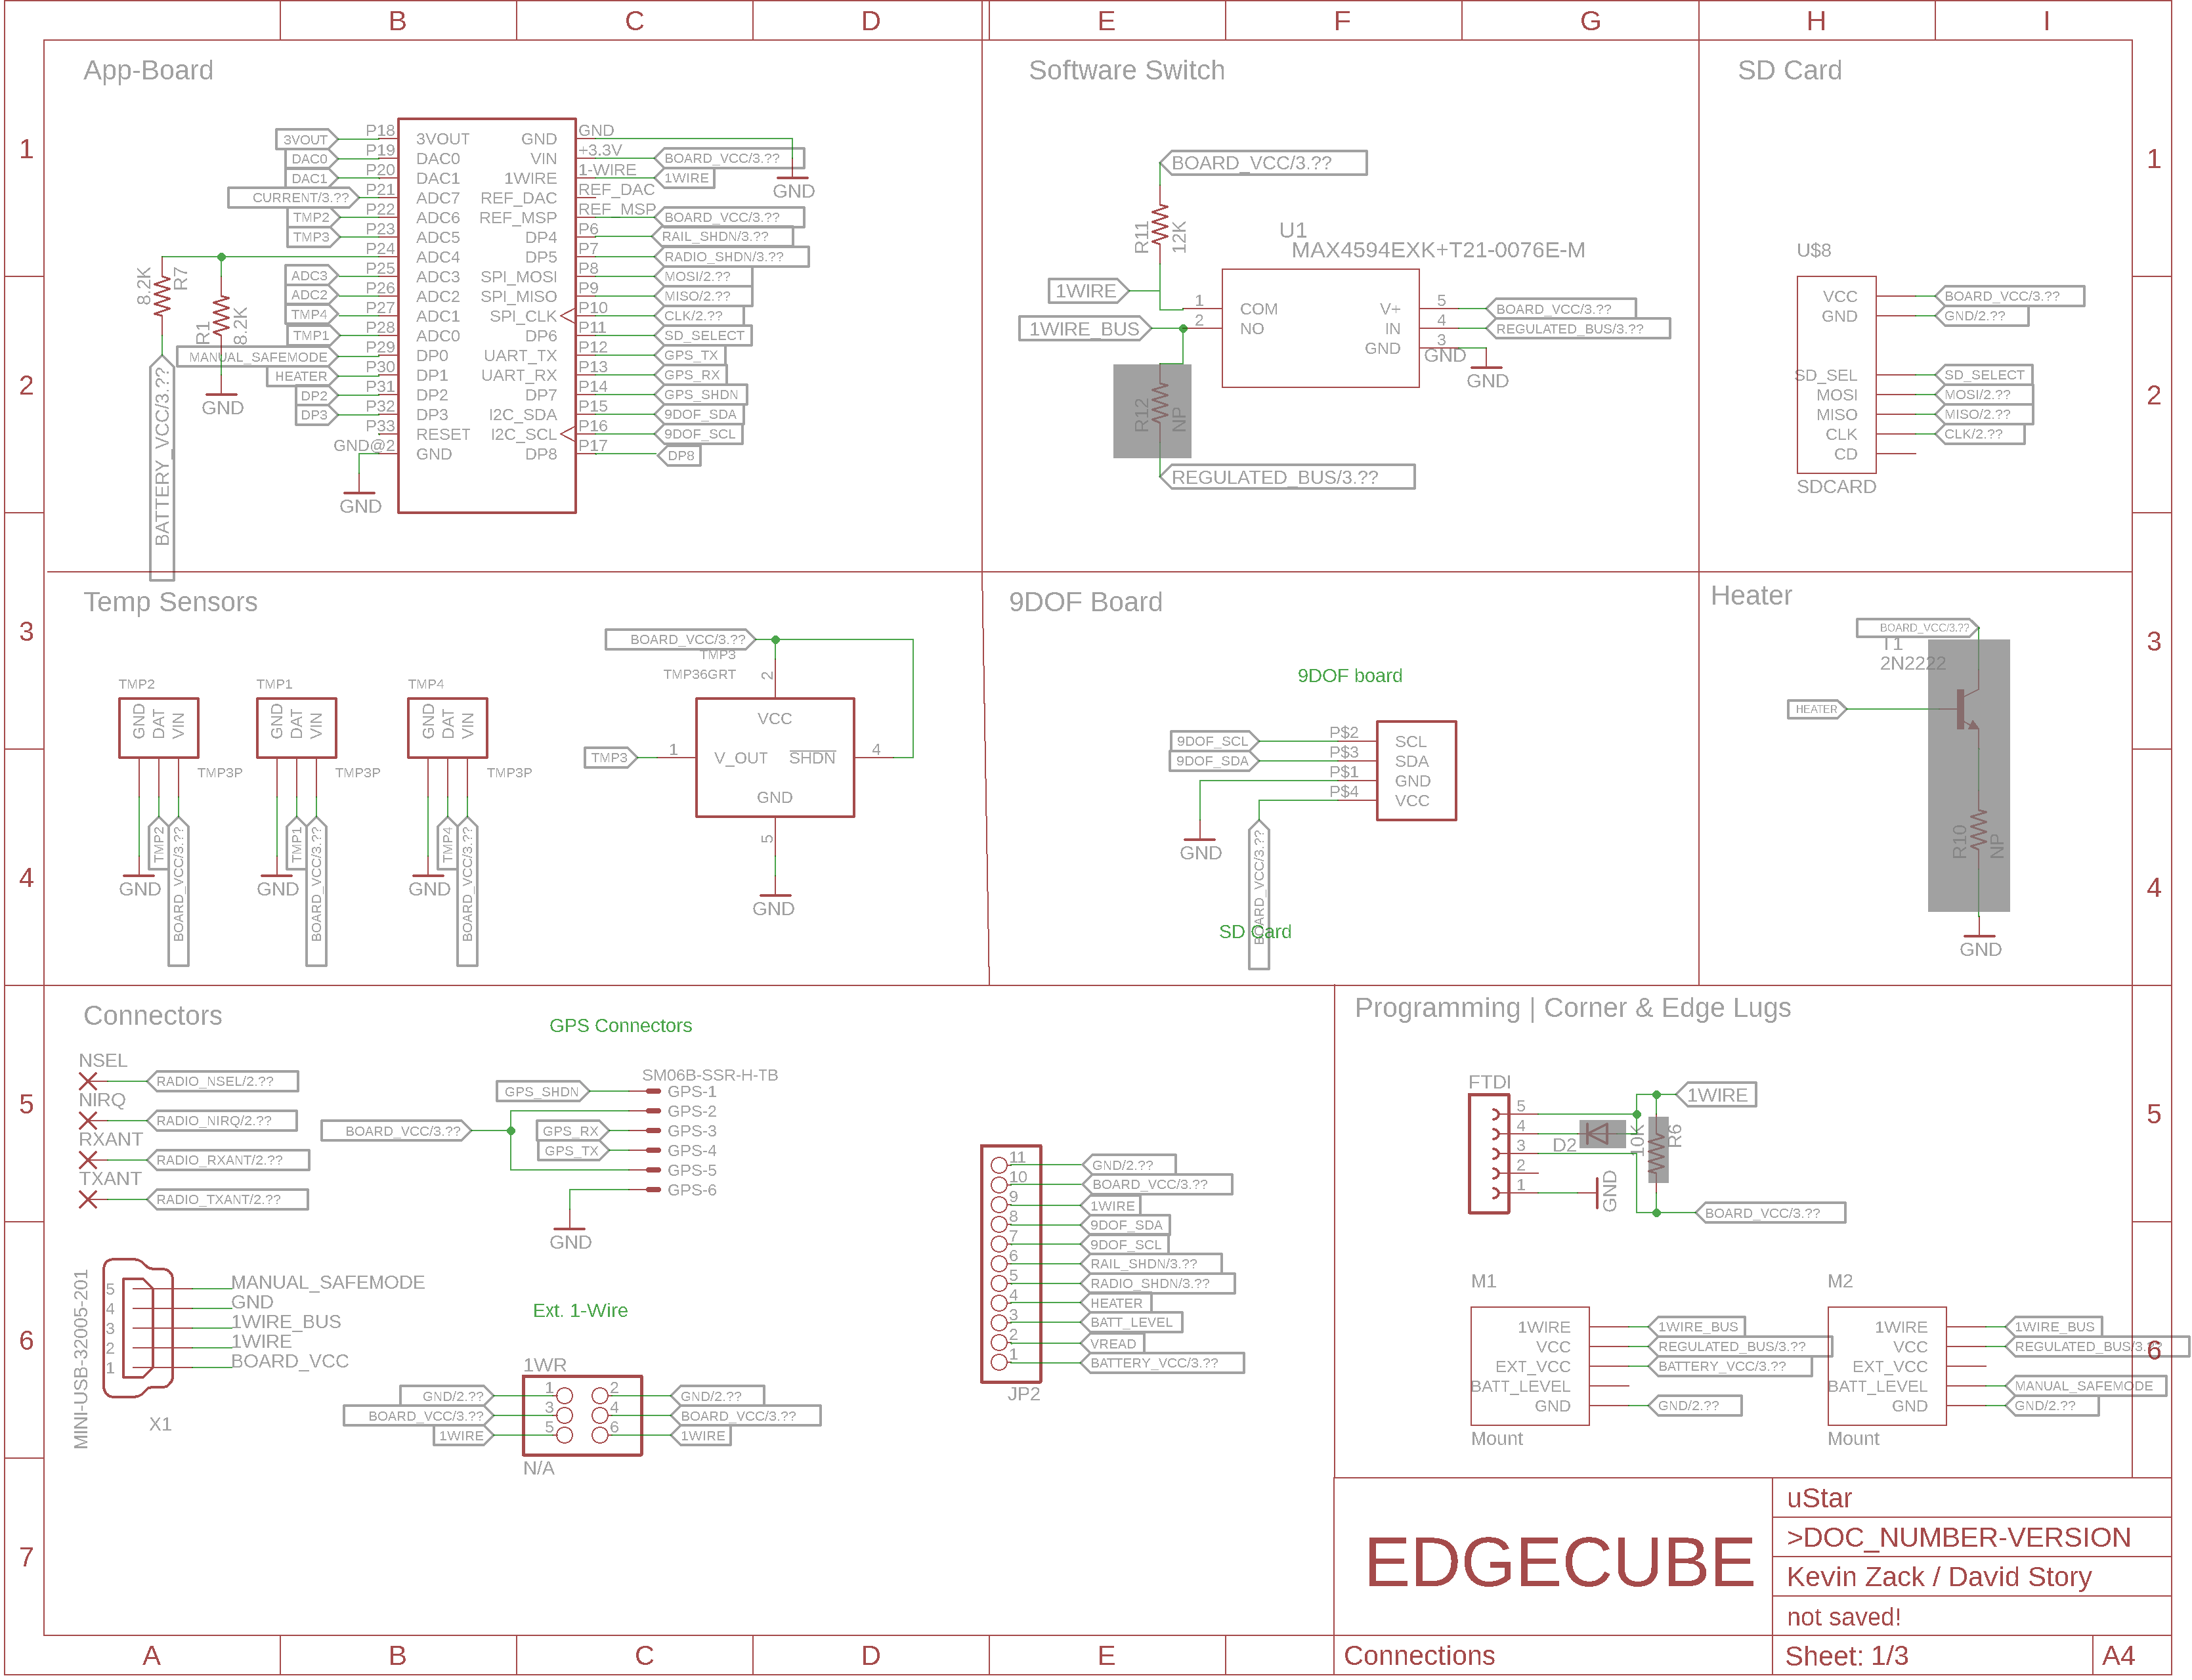 A B C D E F G H I
App-Board
Software Switch
SD Card
1
1
P18 3VOUT
3VOUT
GND GND
P19 DAC0
DAC0
VIN +3.3V
BOARD_VCC/3.??
P20 DAC1
DAC1
1WIRE 1-WIRE
1WIRE
GND
P21 ADC7
CURRENT/3.??
REF_DAC REF_DAC
P22 ADC6
TMP2
REF_MSP REF_MSP
BOARD_VCC/3.??
P23 ADC5
TMP3
DP4 P6
RAIL_SHDN/3.??
P24 ADC4
DP5 P7
RADIO_SHDN/3.??
P25 ADC3
ADC3
SPI_MOSI P8
MOSI/2.??
P26 ADC2
ADC2
SPI_MISO P9
MISO/2.??
P27 ADC1
TMP4
SPI_CLK P10
CLK/2.??
P28 ADC0
TMP1
DP6 P11
SD_SELECT
P29 DP0
MANUAL_SAFEMODE
UART_TX P12
GPS_TX
P30 DP1
HEATER
UART_RX P13
GPS_RX
P31 DP2
DP2
DP7 P14
GPS_SHDN
P32 DP3
DP3
I2C_SDA P15
9DOF_SDA
P33 RESET
I2C_SCL P16
9DOF_SCL
GND@2 GND
DP8 P17
DP8
GND
8.2K
R7
R1
8.2K
GND
BATTERY_VCC/3.??
2
BOARD_VCC/3.??
R11
12K
1WIRE
1WIRE_BUS
U1
MAX4594EXK+T21-0076E-M
1 COM V+ 5
BOARD_VCC/3.??
2 NO IN 4
REGULATED_BUS/3.??
GND 3
GND
GND
R12
NP
REGULATED_BUS/3.??
U$8
VCC
BOARD_VCC/3.??
GND
GND/2.??
SD_SEL
SD_SELECT
MOSI
MOSI/2.??
MISO
MISO/2.??
CLK
CLK/2.??
CD
SDCARD
2
Temp Sensors
9DOF Board
Heater
3
3
TMP2
GND
DAT
VIN
TMP3P
TMP2
BOARD_VCC/3.??
GND
TMP1
GND
DAT
VIN
TMP3P
TMP1
BOARD_VCC/3.??
GND
TMP4
GND
DAT
VIN
TMP3P
TMP4
BOARD_VCC/3.??
GND
BOARD_VCC/3.??
TMP3
TMP36GRT
2
VCC
TMP3
1
V_OUT SHDN
4
GND
5
GND
9DOF board
9DOF_SCL
P$2 SCL
9DOF_SDA
P$3 SDA
P$1 GND
P$4 VCC
GND
BOARD_VCC/3.??
SD Card
BOARD_VCC/3.??
T1
2N2222
HEATER
R10
NP
GND
4
4
Connectors
Programming | Corner & Edge Lugs
5
5
NSEL
RADIO_NSEL/2.??
NIRQ
RADIO_NIRQ/2.??
RXANT
RADIO_RXANT/2.??
TXANT
RADIO_TXANT/2.??
GPS Connectors
SM06B-SSR-H-TB
GPS_SHDN
GPS-1
GPS-2
BOARD_VCC/3.??
GPS_RX
GPS-3
GPS_TX
GPS-4
GPS-5
GPS-6
GND
MINI-USB-32005-201
5 MANUAL_SAFEMODE
4 GND
3 1WIRE_BUS
2 1WIRE
1 BOARD_VCC
X1
Ext. 1-Wire
1WR
GND/2.??
1 2
GND/2.??
BOARD_VCC/3.??
3 4
BOARD_VCC/3.??
1WIRE
5 6
1WIRE
N/A
11 GND/2.??
10 BOARD_VCC/3.??
9 1WIRE
8 9DOF_SDA
7 9DOF_SCL
6 RAIL_SHDN/3.??
5 RADIO_SHDN/3.??
4 HEATER
3 BATT_LEVEL
2 VREAD
1 BATTERY_VCC/3.??
JP2
FTDI
5
4
3
2
1
D2
10K
R6
1WIRE
GND
BOARD_VCC/3.??
6
6
M1
1WIRE
1WIRE_BUS
VCC
REGULATED_BUS/3.??
EXT_VCC
BATTERY_VCC/3.??
BATT_LEVEL
GND
GND/2.??
Mount
M2
1WIRE
1WIRE_BUS
VCC
REGULATED_BUS/3.??
EXT_VCC
BATT_LEVEL
MANUAL_SAFEMODE
GND
GND/2.??
Mount
7
EDGECUBE
uStar
>DOC_NUMBER-VERSION
Kevin Zack / David Story
not saved!
A B C D E
Connections
Sheet: 1/3
A4